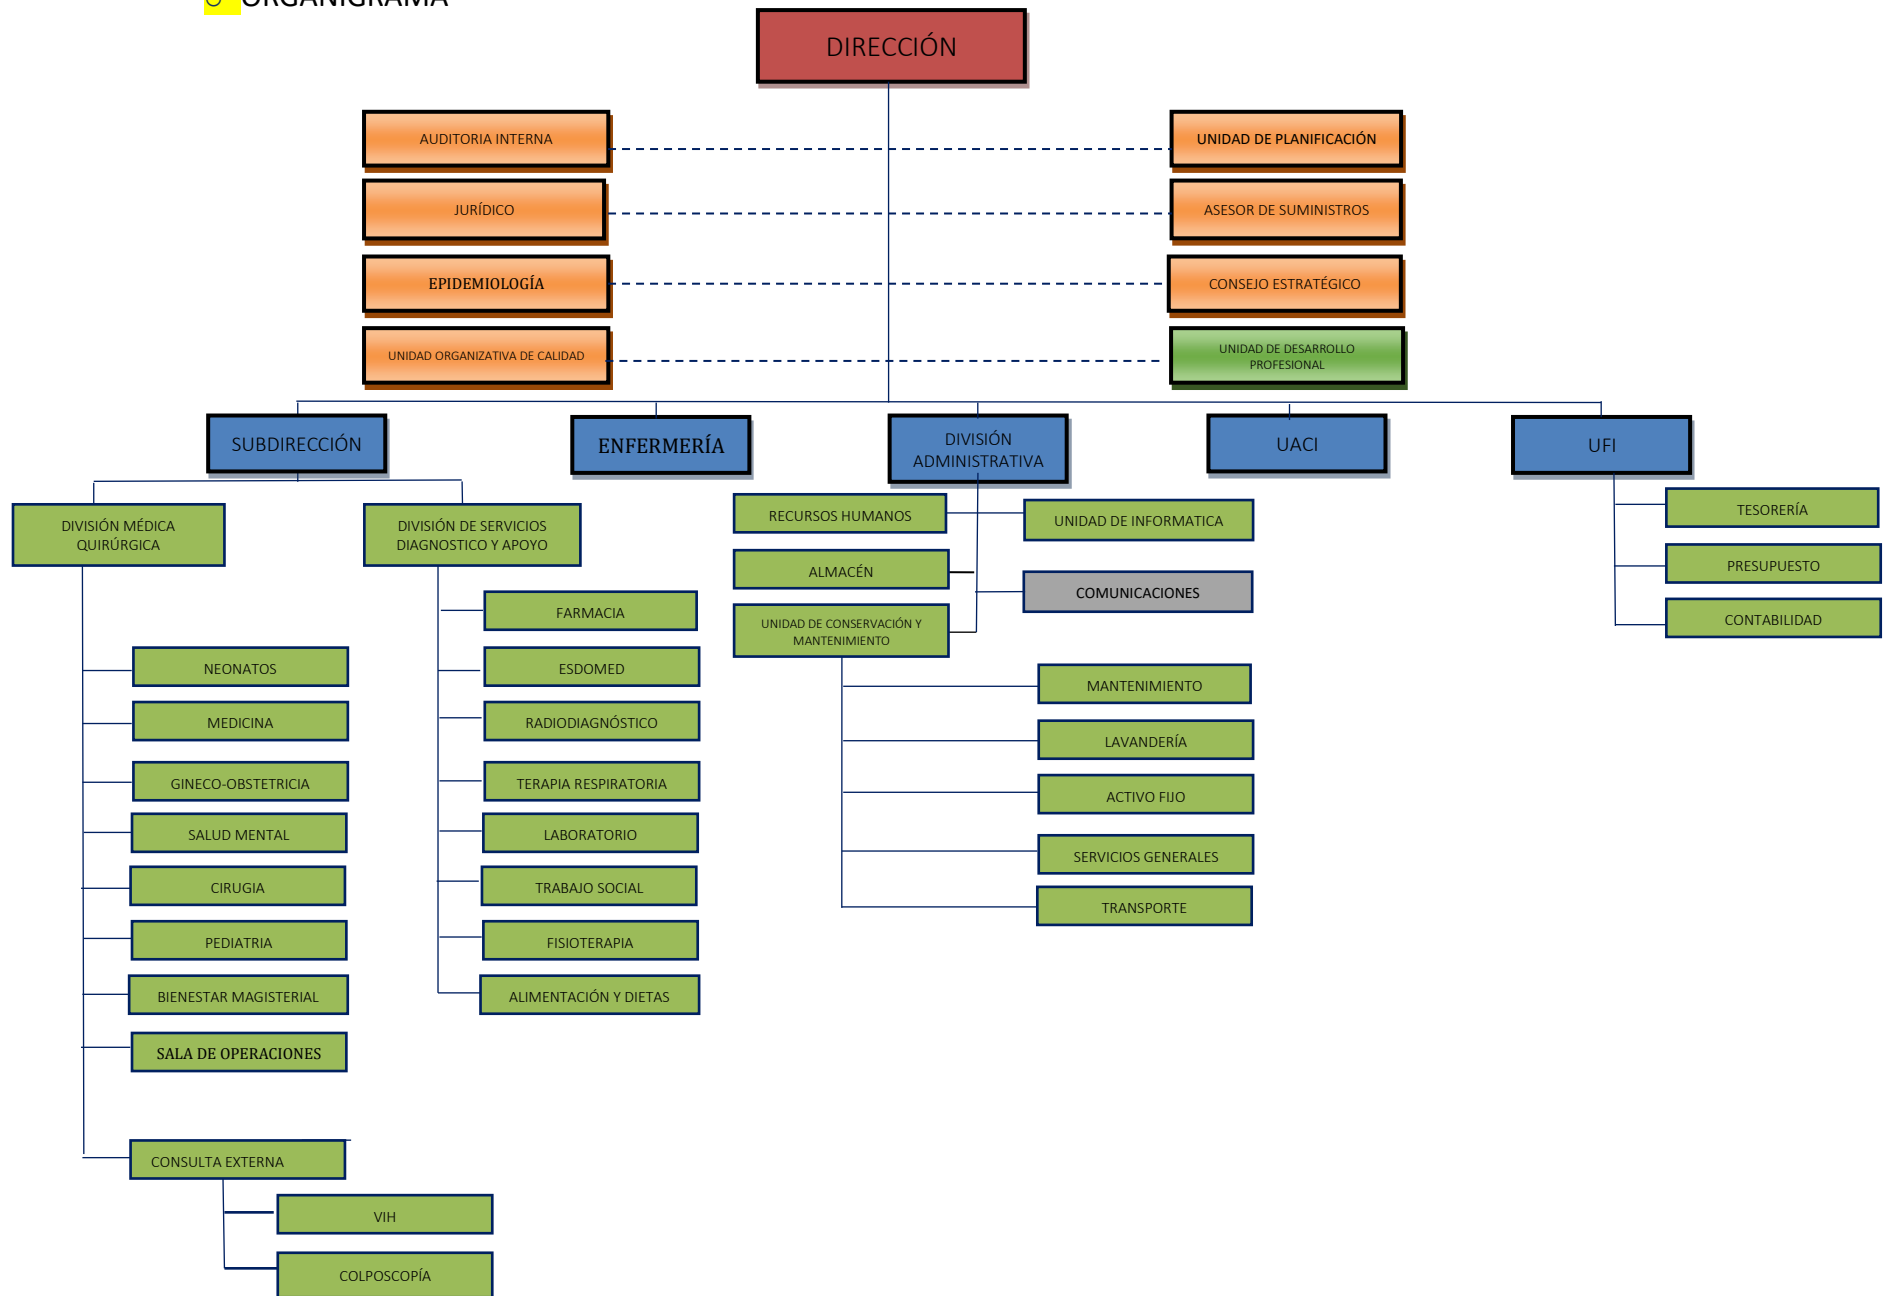 ORGANIGRAMA
DIRECCIÓN
AUDITORIA INTERNA
UNIDAD DE PLANIFICACIÓN
JURÍDICO
ASESOR DE SUMINISTROS
EPIDEMIOLOGÍA
CONSEJO ESTRATÉGICO
UNIDAD ORGANIZATIVA DE CALIDAD
UNIDAD DE DESARROLLO
PROFESIONAL
SUBDIRECCIÓN
ENFERMERÍA
DIVISIÓN
ADMINISTRATIVA
UACI
UFI
DIVISIÓN MÉDICA
QUIRÚRGICA
DIVISIÓN DE SERVICIOS
DIAGNOSTICO Y APOYO
NEONATOS
MEDICINA
GINECO-OBSTETRICIA
SALUD MENTAL
CIRUGIA
PEDIATRIA
BIENESTAR MAGISTERIAL
SALA DE OPERACIONES
CONSULTA EXTERNA
VIH
COLPOSCOPÍA
FARMACIA
ESDOMED
RADIODIAGNÓSTICO
TERAPIA RESPIRATORIA
LABORATORIO
TRABAJO SOCIAL
FISIOTERAPIA
ALIMENTACIÓN Y DIETAS
RECURSOS HUMANOS
UNIDAD DE INFORMATICA
ALMACÉN
COMUNICACIONES
UNIDAD DE CONSERVACIÓN Y
MANTENIMIENTO
MANTENIMIENTO
LAVANDERÍA
ACTIVO FIJO
SERVICIOS GENERALES
TRANSPORTE
TESORERÍA
PRESUPUESTO
CONTABILIDAD